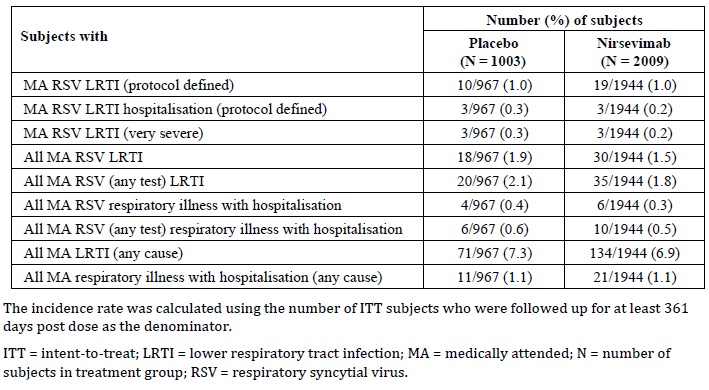 Subjects with
Number (%) of subjects
Placebo
(N = 1003)
Nirsevimab
(N = 2009)
MA RSV LRTI (protocol defined) 10/967 (1.0) 19/1944 (1.0)
MA RSV LRTI hospitalisation (protocol defined) 3/967 (0.3) 3/1944 (0.2)
MA RSV LRTI (very severe) 3/967 (0.3) 3/1944 (0.2)
All MA RSV LRTI 18/967 (1.9) 30/1944 (1.5)
All MA RSV (any test) LRTI 20/967 (2.1) 35/1944 (1.8)
All MA RSV respiratory illness with hospitalisation 4/967 (0.4) 6/1944 (0.3)
All MA RSV (any test) respiratory illness with hospitalisation 6/967 (0.6) 10/1944 (0.5)
All MA LRTI (any cause) 71/967 (7.3) 134/1944 (6.9)
All MA respiratory illness with hospitalisation (any cause) 11/967 (1.1) 21/1944 (1.1)
The incidence rate was calculated using the number of ITT subjects who were followed up for at least 361
days post dose as the denominator.
ITT = intent-to-treat; LRTI = lower respiratory tract infection; MA = medically attended; N = number of
subjects in treatment group; RSV = respiratory syncytial virus.